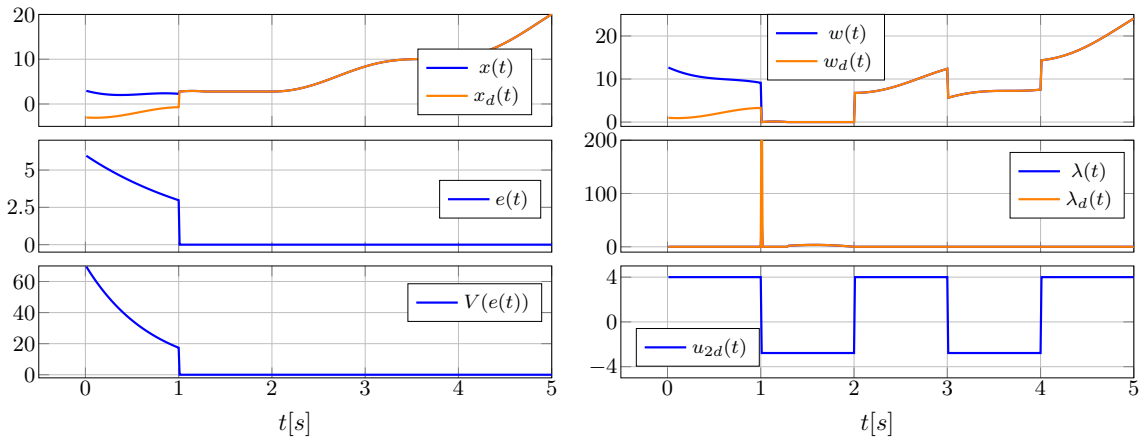 20
10
0
x(t)
x_d(t)
5
2.5
0
e(t)
60
40
20
0
V(e(t))
0 1 2 3 4 5
t[s]
20
10
0
w(t)
w_d(t)
200
100
0
λ(t)
λ_d(t)
4
0
−4
u_{2d}(t)
0 1 2 3 4 5
t[s]